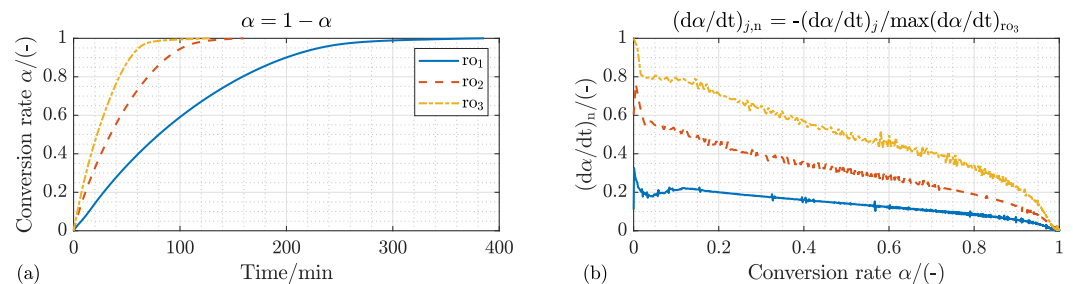 α = 1 − α
Conversion rate α/(-)
1
0.8
0.6
0.4
0.2
0
0 100 200 300 400
Time/min
ro₁
ro₂
ro₃
(a)
(dα/dt)ⱼ,ₙ = -(dα/dt)ⱼ/max(dα/dt)ro₃
(dα/dt)ₙ/(-)
1
0.8
0.6
0.4
0.2
0
0 0.2 0.4 0.6 0.8 1
Conversion rate α/(-)
(b)